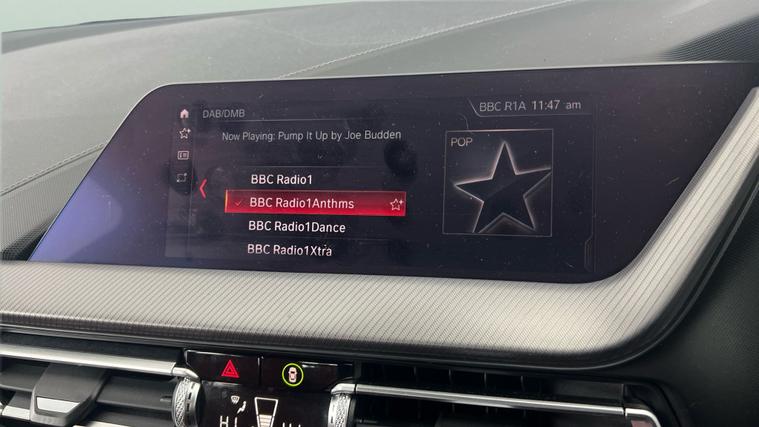 DAB/DMB
BBC R1A 11:47 am
Now Playing: Pump It Up by Joe Budden
POP
BBC Radio1
BBC Radio1Anthms
BBC Radio1Dance
BBC Radio1Xtra
HI